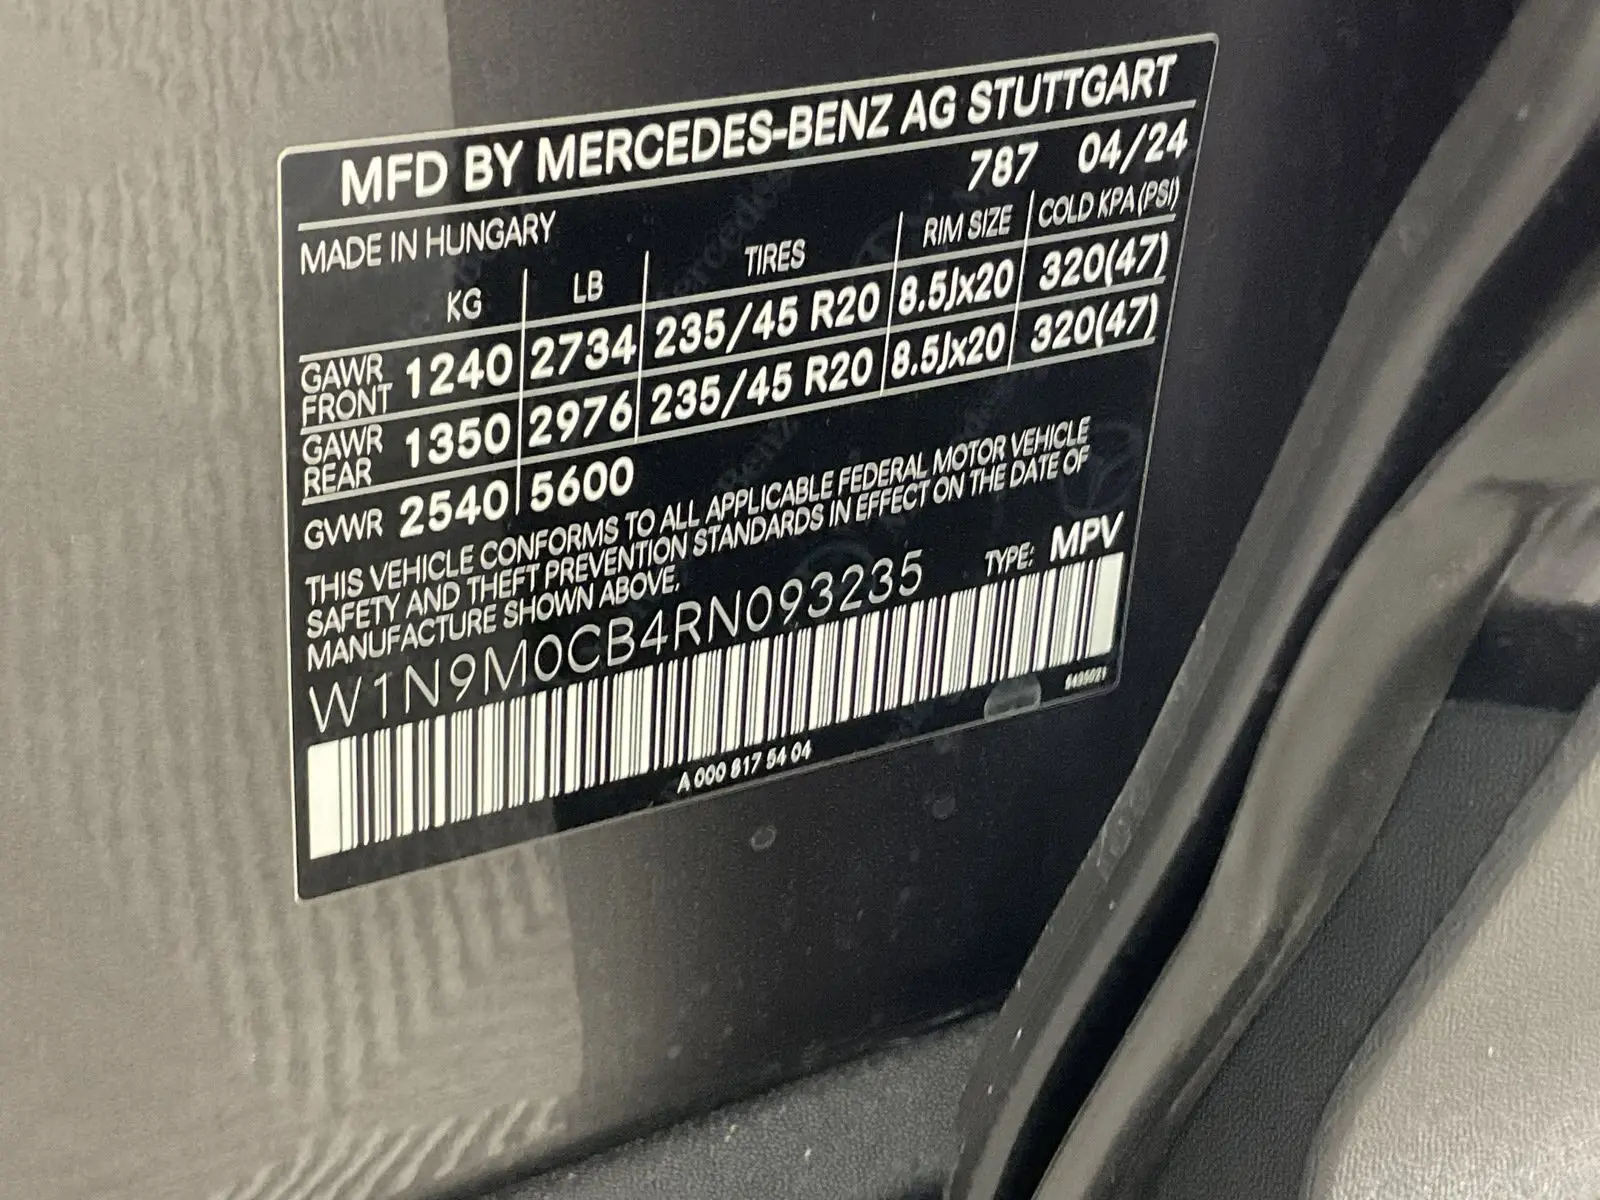 MFD BY MERCEDES-BENZ AG STUTTGART
787 04/24
MADE IN HUNGARY
KG LB TIRES RIM SIZE COLD KPA (PSI)
GAWR FRONT 1240 2734 235/45 R20 8.5Jx20 320(47)
GAWR REAR 1350 2976 235/45 R20 8.5Jx20 320(47)
GVWR 2540 5600
THIS VEHICLE CONFORMS TO ALL APPLICABLE FEDERAL MOTOR VEHICLE
SAFETY AND THEFT PREVENTION STANDARDS IN EFFECT ON THE DATE OF
MANUFACTURE SHOWN ABOVE.
W1N9M0CB4RN093235 TYPE: MPV
A 000 817 54 04